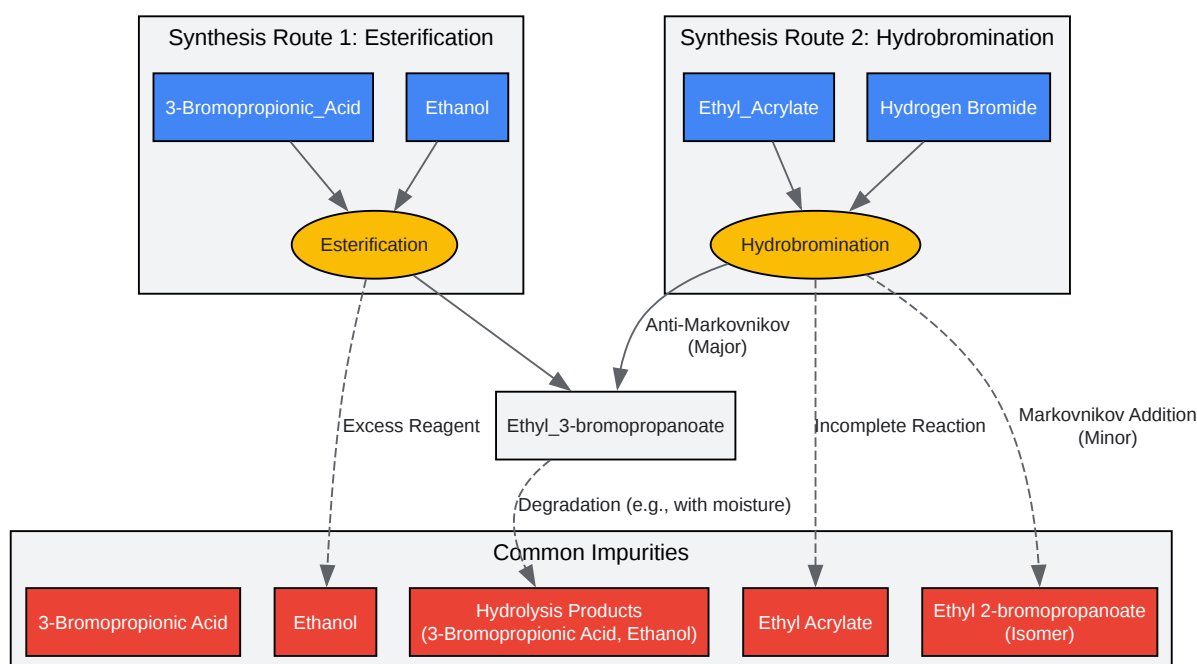 Synthesis Route 1: Esterification
Synthesis Route 2: Hydrobromination
3-Bromopropionic_Acid
Ethanol
Ethyl_Acrylate
Hydrogen Bromide
Esterification
Hydrobromination
Anti-Markovnikov
(Major)
Excess Reagent
Ethyl_3-bromopropanoate
Incomplete Reaction
Markovnikov Addition
(Minor)
Degradation (e.g., with moisture)
Common Impurities
3-Bromopropionic Acid
Ethanol
Hydrolysis Products
(3-Bromopropionic Acid, Ethanol)
Ethyl Acrylate
Ethyl 2-bromopropanoate
(Isomer)